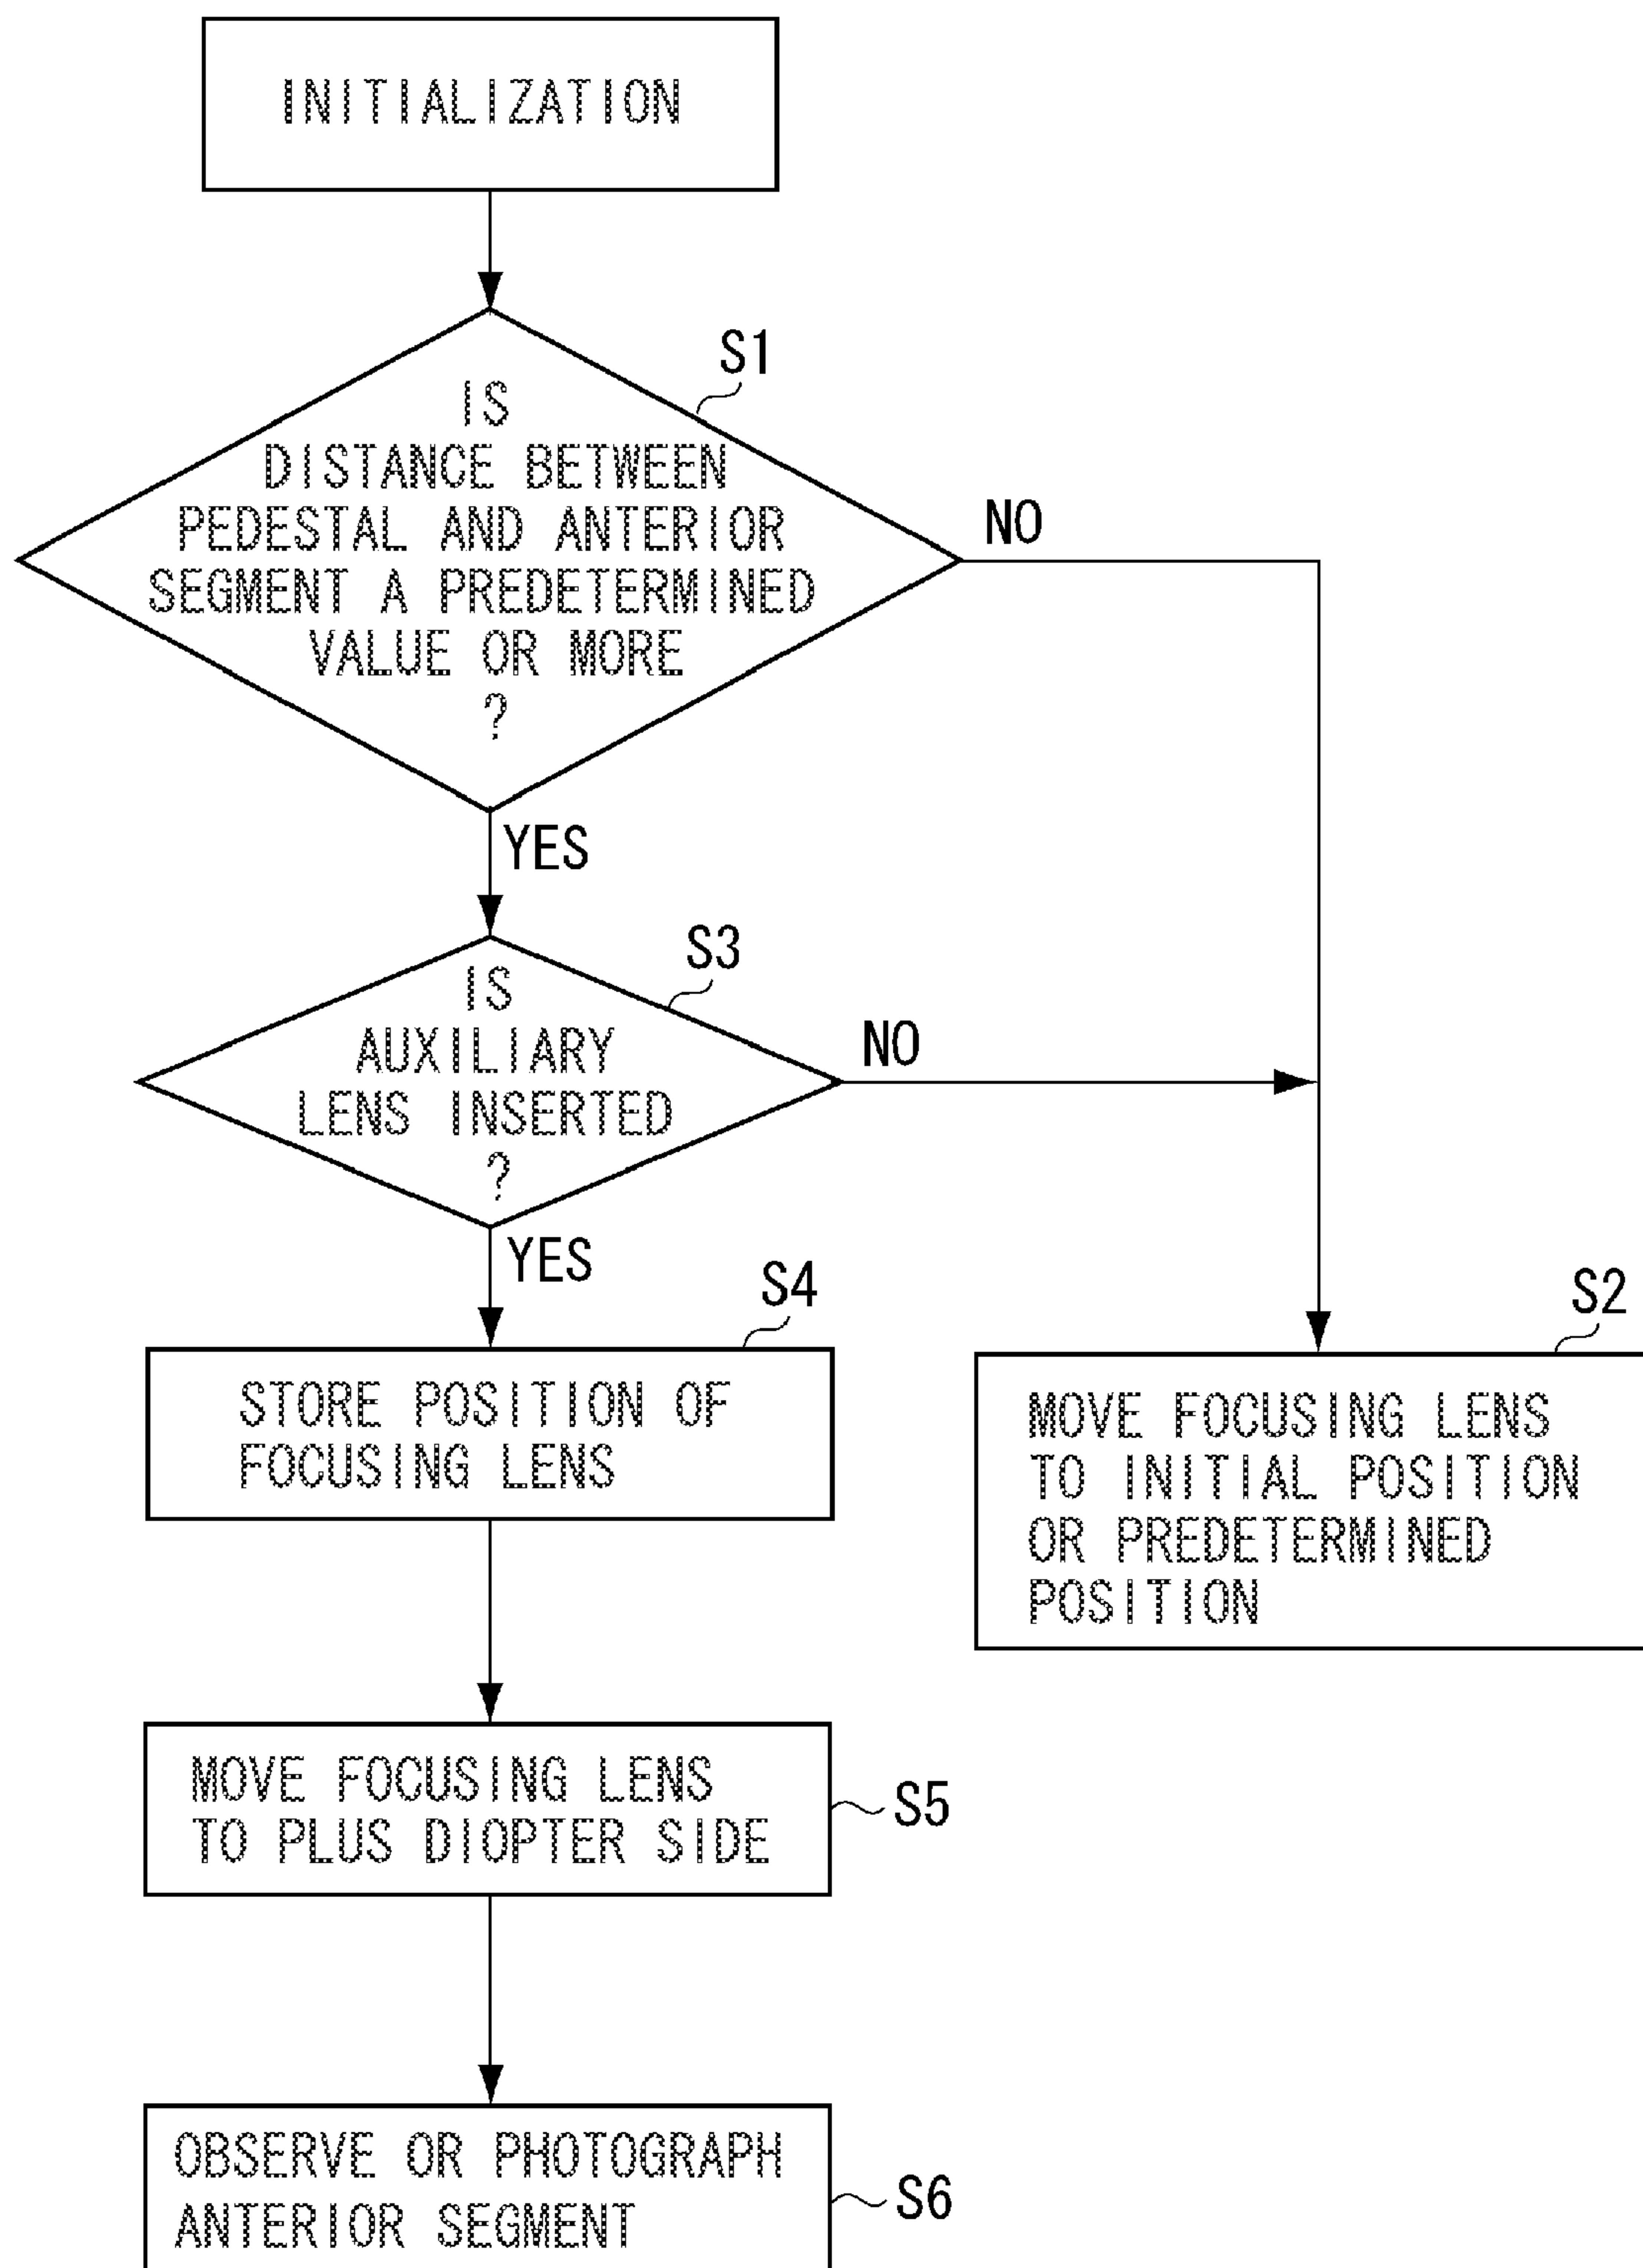 INITIALIZATION
S1
IS
DISTANCE BETWEEN
PEDESTAL AND ANTERIOR
SEGMENT A PREDETERMINED
VALUE OR MORE
?
NO
YES
S3
IS
AUXILIARY
LENS INSERTED
?
NO
YES
S4
STORE POSITION OF
FOCUSING LENS
S2
MOVE FOCUSING LENS
TO INITIAL POSITION
OR PREDETERMINED
POSITION
MOVE FOCUSING LENS
TO PLUS DIOPTER SIDE
S5
OBSERVE OR PHOTOGRAPH
ANTERIOR SEGMENT
S6